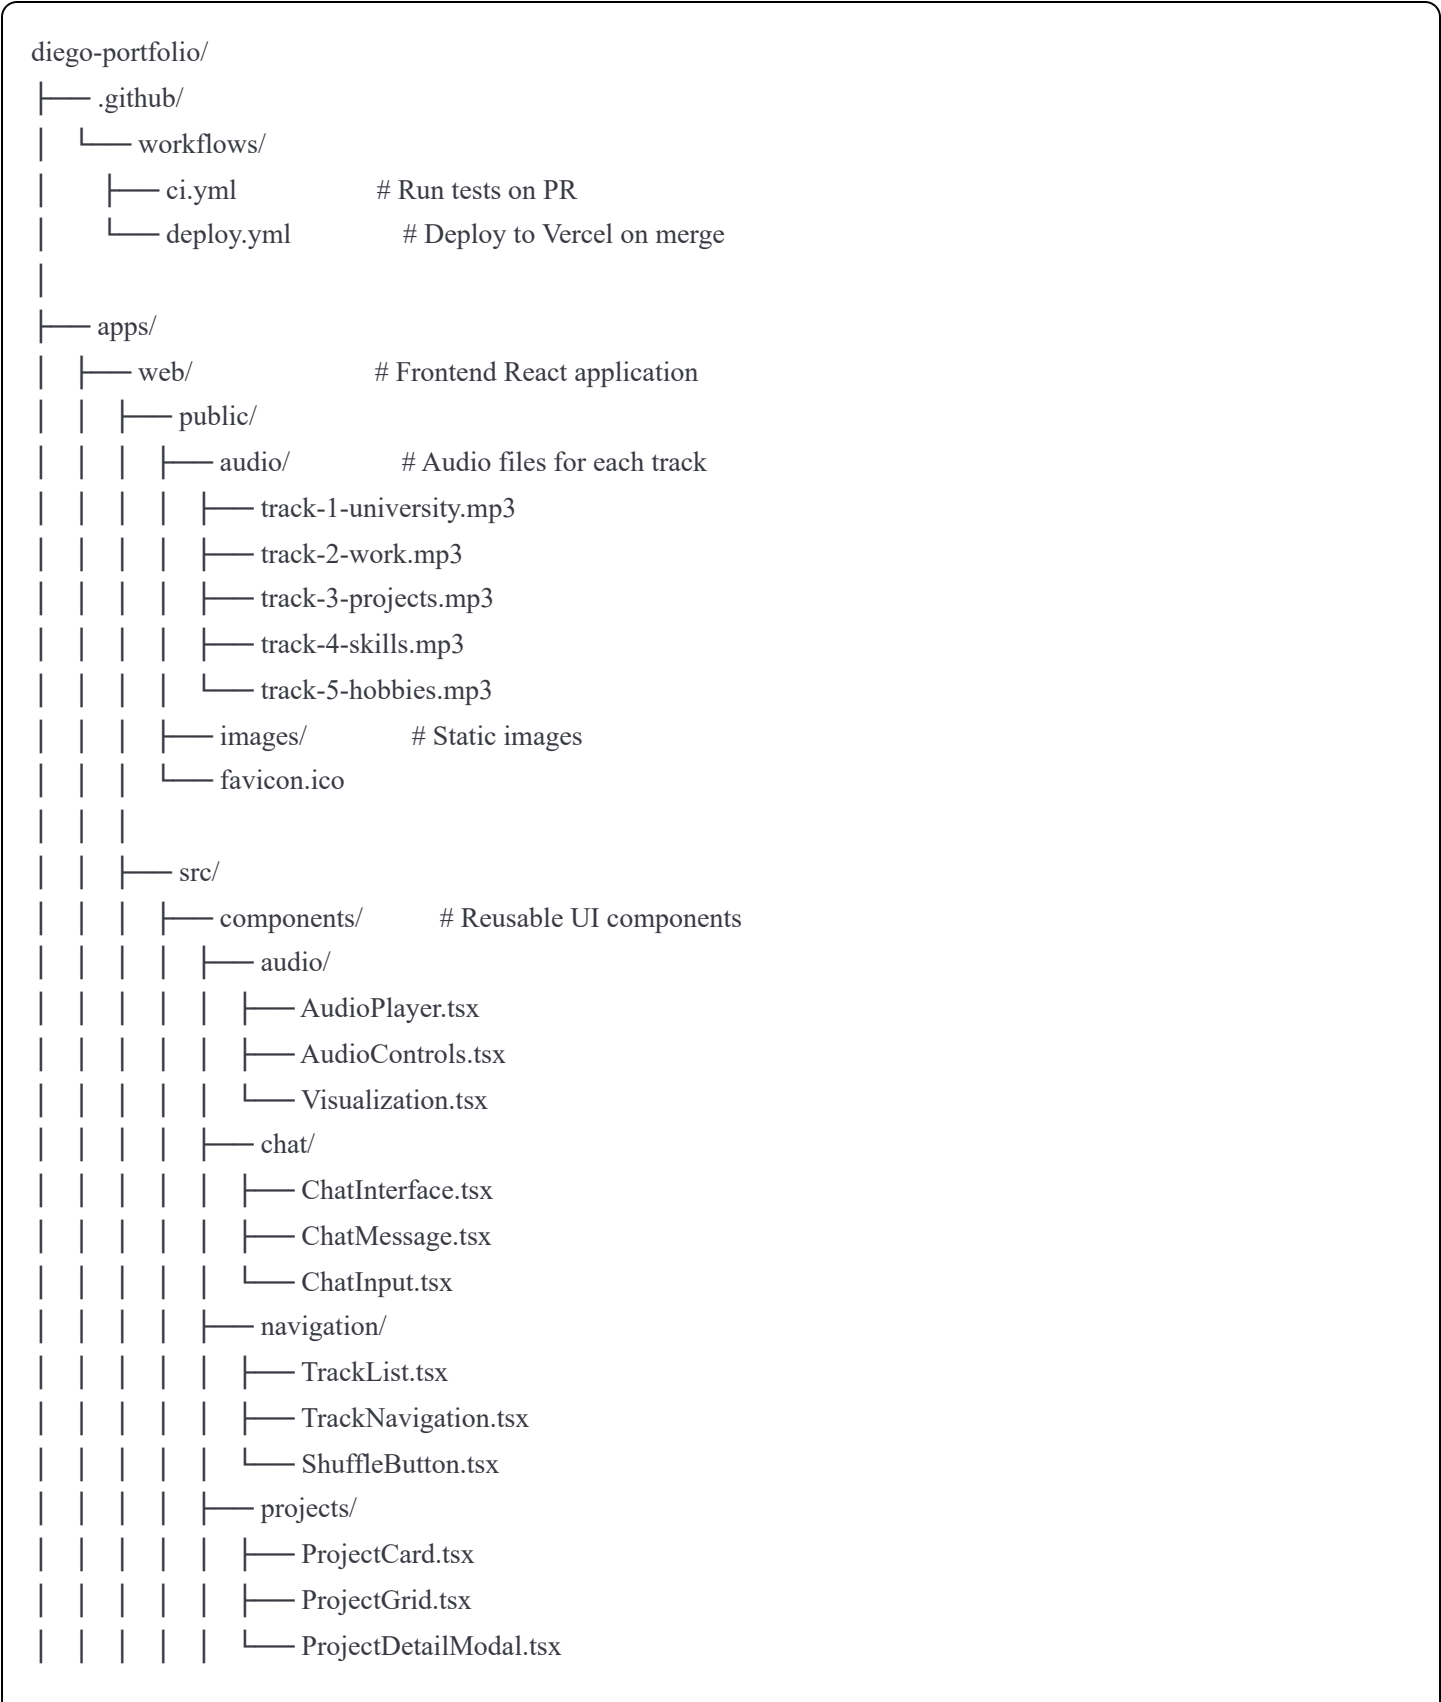 diego-portfolio/
├── .github/
│   └── workflows/
│       ├── ci.yml                    # Run tests on PR
│       └── deploy.yml                # Deploy to Vercel on merge
│
├── apps/
│   ├── web/                          # Frontend React application
│   │   ├── public/
│   │   │   ├── audio/                # Audio files for each track
│   │   │   │   ├── track-1-university.mp3
│   │   │   │   ├── track-2-work.mp3
│   │   │   │   ├── track-3-projects.mp3
│   │   │   │   ├── track-4-skills.mp3
│   │   │   │   └── track-5-hobbies.mp3
│   │   │   ├── images/               # Static images
│   │   │   └── favicon.ico
│   │   │
│   │   ├── src/
│   │   │   ├── components/           # Reusable UI components
│   │   │   │   ├── audio/
│   │   │   │   │   ├── AudioPlayer.tsx
│   │   │   │   │   ├── AudioControls.tsx
│   │   │   │   │   └── Visualization.tsx
│   │   │   │   ├── chat/
│   │   │   │   │   ├── ChatInterface.tsx
│   │   │   │   │   ├── ChatMessage.tsx
│   │   │   │   │   └── ChatInput.tsx
│   │   │   │   ├── navigation/
│   │   │   │   │   ├── TrackList.tsx
│   │   │   │   │   ├── TrackNavigation.tsx
│   │   │   │   │   └── ShuffleButton.tsx
│   │   │   │   ├── projects/
│   │   │   │   │   ├── ProjectCard.tsx
│   │   │   │   │   ├── ProjectGrid.tsx
│   │   │   │   │   └── ProjectDetailModal.tsx